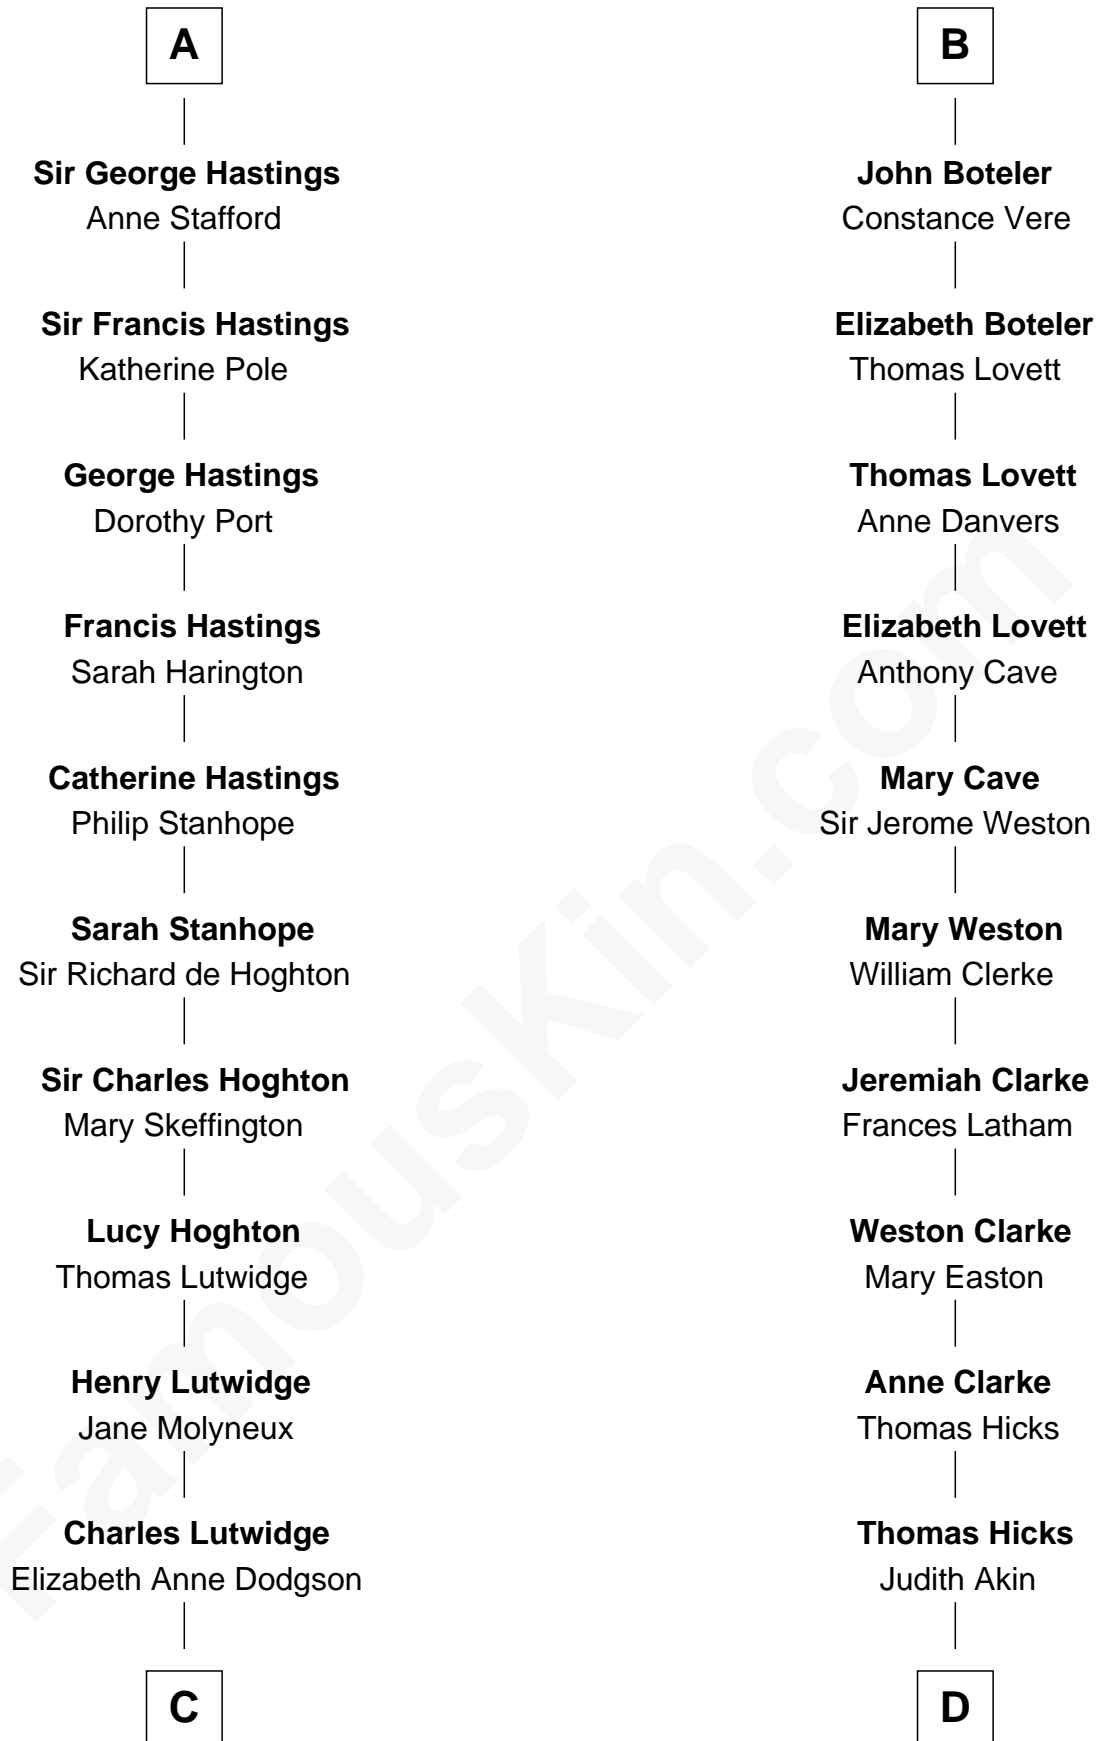 A
Sir George Hastings
Anne Stafford
Sir Francis Hastings
Katherine Pole
George Hastings
Dorothy Port
Francis Hastings
Sarah Harington
Catherine Hastings
Philip Stanhope
Sarah Stanhope
Sir Richard de Hoghton
Sir Charles Hoghton
Mary Skeffington
Lucy Hoghton
Thomas Lutwidge
Henry Lutwidge
Jane Molyneux
Charles Lutwidge
Elizabeth Anne Dodgson
C
B
John Boteler
Constance Vere
Elizabeth Boteler
Thomas Lovett
Thomas Lovett
Anne Danvers
Elizabeth Lovett
Anthony Cave
Mary Cave
Sir Jerome Weston
Mary Weston
William Clerke
Jeremiah Clarke
Frances Latham
Weston Clarke
Mary Easton
Anne Clarke
Thomas Hicks
Thomas Hicks
Judith Akin
D
FamousKin.com